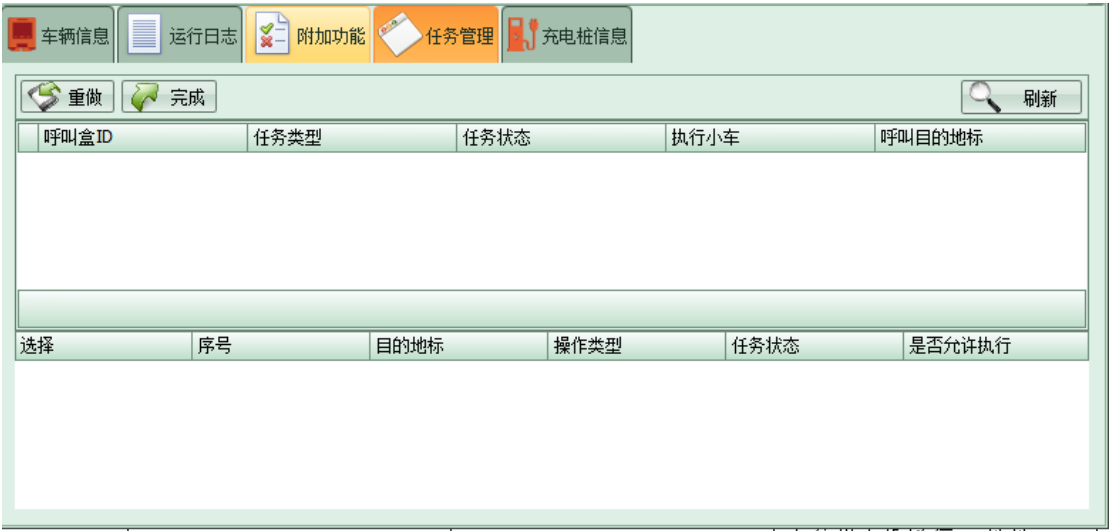 车辆信息 运行日志 附加功能 任务管理 充电桩信息
重做 完成 刷新
呼叫盒ID 任务类型 任务状态 执行小车 呼叫目的地标
选择 序号 目的地标 操作类型 任务状态 是否允许执行